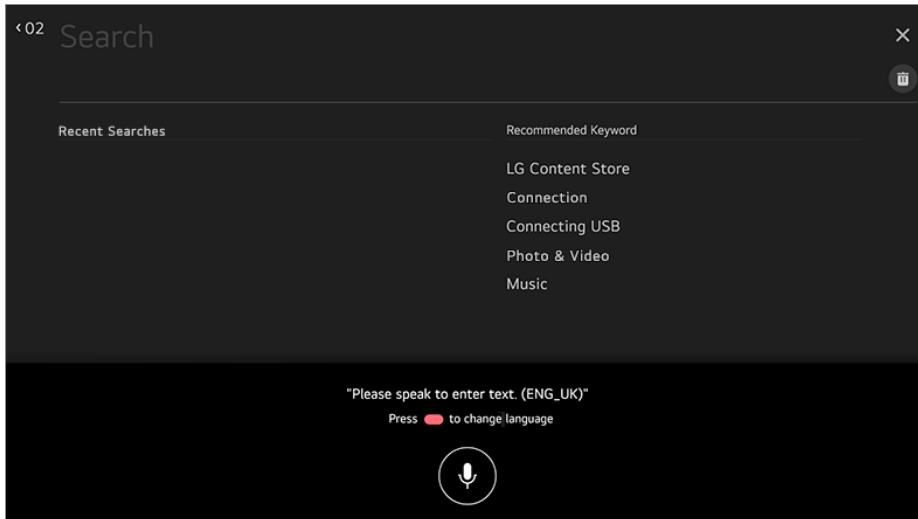 ‹02
Search
Recent Searches
Recommended Keyword
LG Content Store
Connection
Connecting USB
Photo & Video
Music
"Please speak to enter text. (ENG_UK)"
Press to change language